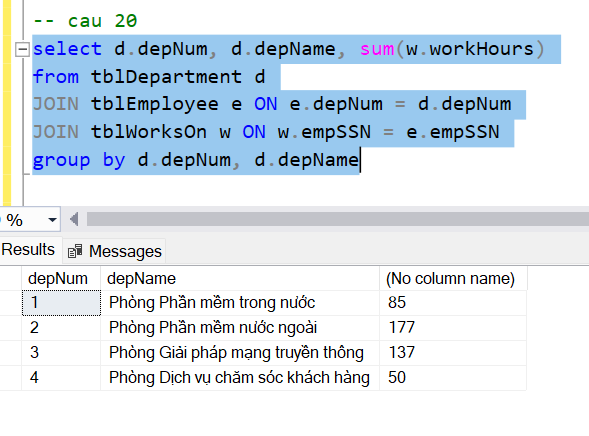 -- cau 20
select d.depNum, d.depName, sum(w.workHours)
from tblDepartment d
JOIN tblEmployee e ON e.depNum = d.depNum
JOIN tblWorksOn w ON w.empSSN = e.empSSN
group by d.depNum, d.depName
%
Results Messages
depNum depName (No column name)
1 Phòng Phần mềm trong nước 85
2 Phòng Phần mềm nước ngoài 177
3 Phòng Giải pháp mạng truyền thông 137
4 Phòng Dịch vụ chăm sóc khách hàng 50